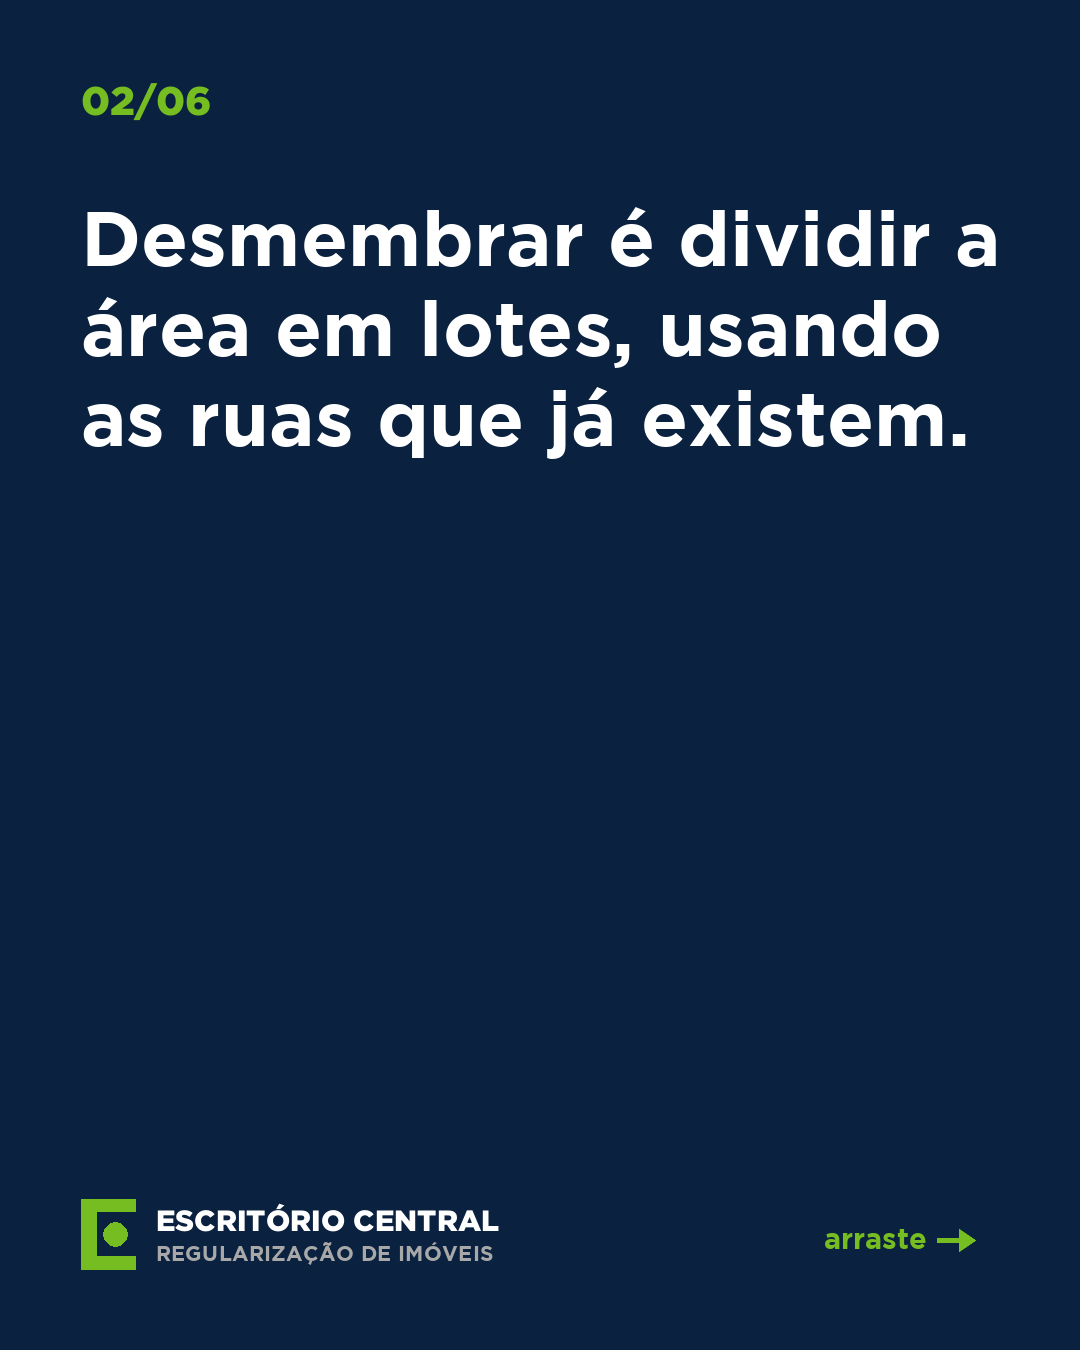 02/06
Desmembrar é dividir a
área em lotes, usando
as ruas que já existem.
ESCRITÓRIO CENTRAL
REGULARIZAÇÃO DE IMÓVEIS
arraste